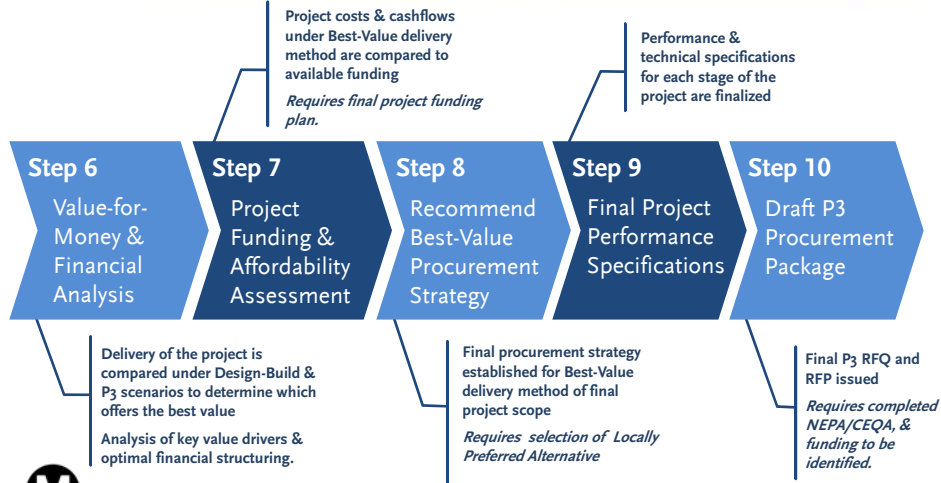 Project costs & cashflows
under Best-Value delivery
method are compared to
available funding
Requires final project funding
plan.
Performance &
technical specifications
for each stage of the
project are finalized
Step 6
Value-for-
Money &
Financial
Analysis
Step 7
Project
Funding &
Affordability
Assessment
Step 8
Recommend
Best-Value
Procurement
Strategy
Step 9
Final Project
Performance
Specifications
Step 10
Draft P3
Procurement
Package
Delivery of the project is
compared under Design-Build &
P3 scenarios to determine which
offers the best value
Analysis of key value drivers &
optimal financial structuring.
Final procurement strategy
established for Best-Value
delivery method of final
project scope
Requires selection of Locally
Preferred Alternative
Final P3 RFQ and
RFP issued
Requires completed
NEPA/CEQA, &
funding to be
identified.